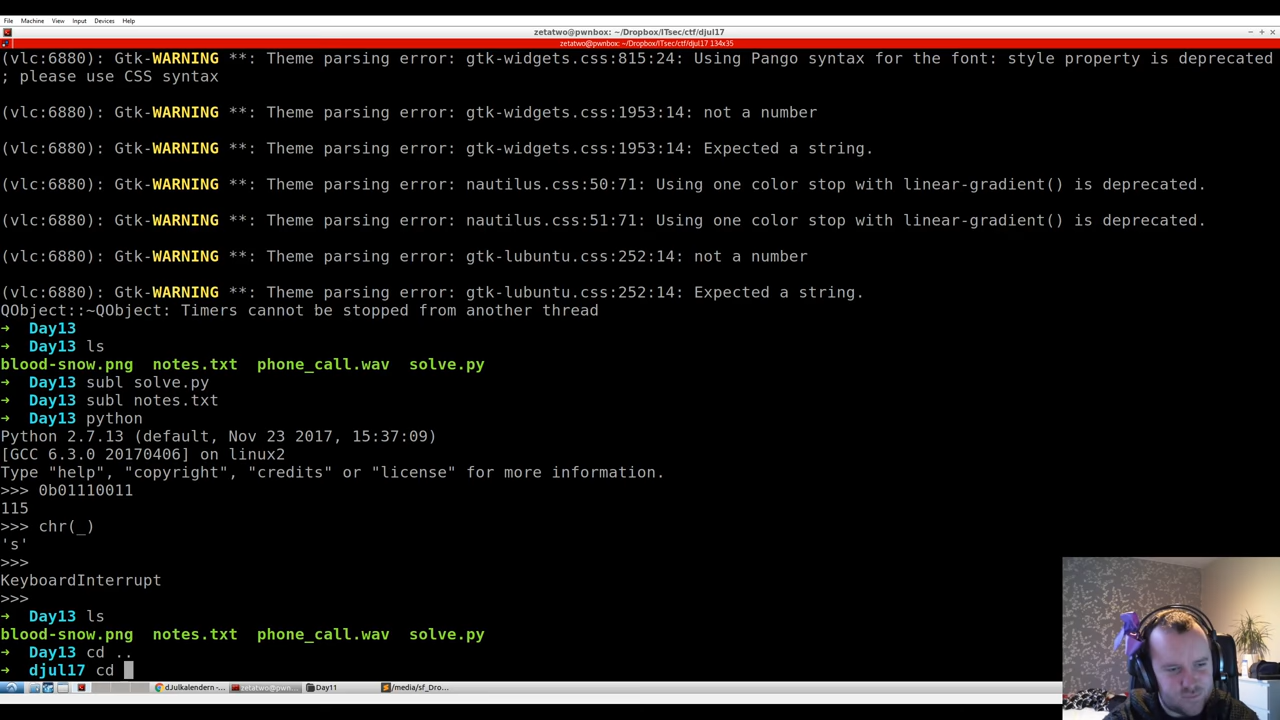 File Machine View Input Devices Help
zetatwo@pwnbox: ~/Dropbox/ITsec/ctf/djul17
zetatwo@pwnbox: ~/Dropbox/ITsec/ctf/djul17 134x35
(vlc:6880): Gtk-WARNING **: Theme parsing error: gtk-widgets.css:815:24: Using Pango syntax for the font: style property is deprecated
; please use CSS syntax
(vlc:6880): Gtk-WARNING **: Theme parsing error: gtk-widgets.css:1953:14: not a number
(vlc:6880): Gtk-WARNING **: Theme parsing error: gtk-widgets.css:1953:14: Expected a string.
(vlc:6880): Gtk-WARNING **: Theme parsing error: nautilus.css:50:71: Using one color stop with linear-gradient() is deprecated.
(vlc:6880): Gtk-WARNING **: Theme parsing error: nautilus.css:51:71: Using one color stop with linear-gradient() is deprecated.
(vlc:6880): Gtk-WARNING **: Theme parsing error: gtk-lubuntu.css:252:14: not a number
(vlc:6880): Gtk-WARNING **: Theme parsing error: gtk-lubuntu.css:252:14: Expected a string.
QObject::~QObject: Timers cannot be stopped from another thread
➜ Day13
➜ Day13 ls
blood-snow.png notes.txt phone_call.wav solve.py
➜ Day13 subl solve.py
➜ Day13 subl notes.txt
➜ Day13 python
Python 2.7.13 (default, Nov 23 2017, 15:37:09)
[GCC 6.3.0 20170406] on linux2
Type "help", "copyright", "credits" or "license" for more information.
>>> 0b01110011
115
>>> chr(_)
's'
>>>
KeyboardInterrupt
>>>
➜ Day13 ls
blood-snow.png notes.txt phone_call.wav solve.py
➜ Day13 cd ..
➜ djul17 cd
dJulkalendern -... zetatwo@pwn... Day11 /media/sf_Dro...